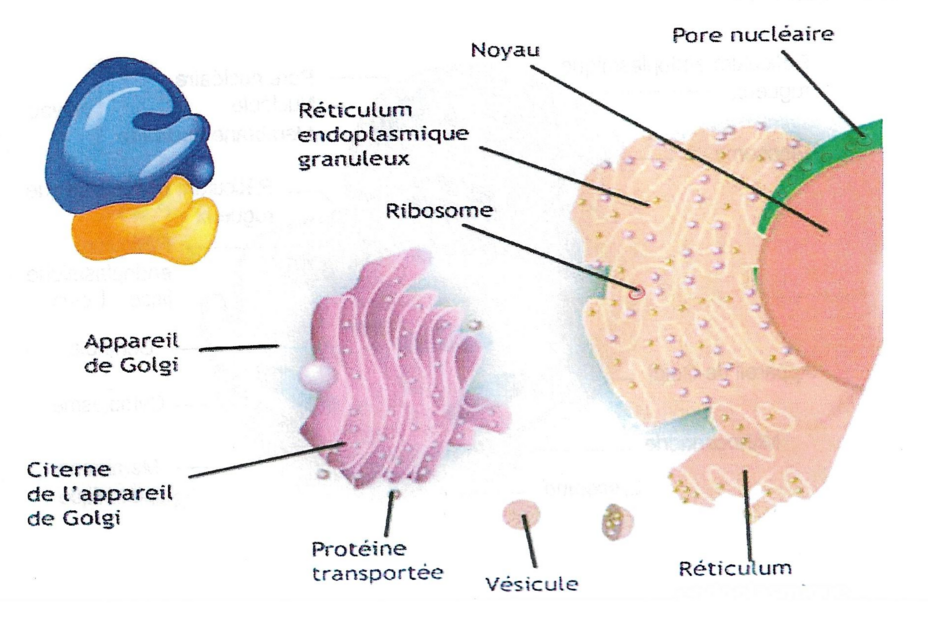 Pore nucléaire
Noyau
Réticulum
endoplasmique
granuleux
Ribosome
Appareil
de Golgi
Citerne
de l'appareil
de Golgi
Protéine
transportée
Vésicule
Réticulum